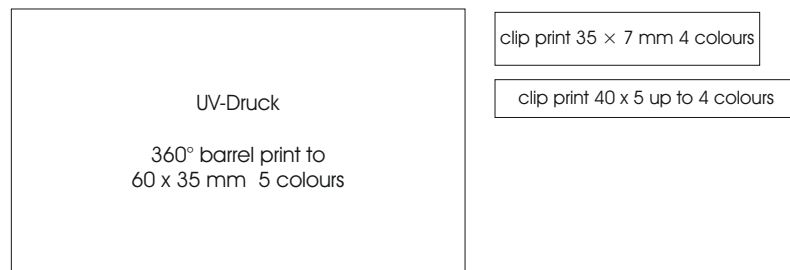 UV-Druck
360° barrel print to
60 x 35 mm  5 colours
clip print 35 × 7 mm 4 colours
clip print 40 x 5 up to 4 colours